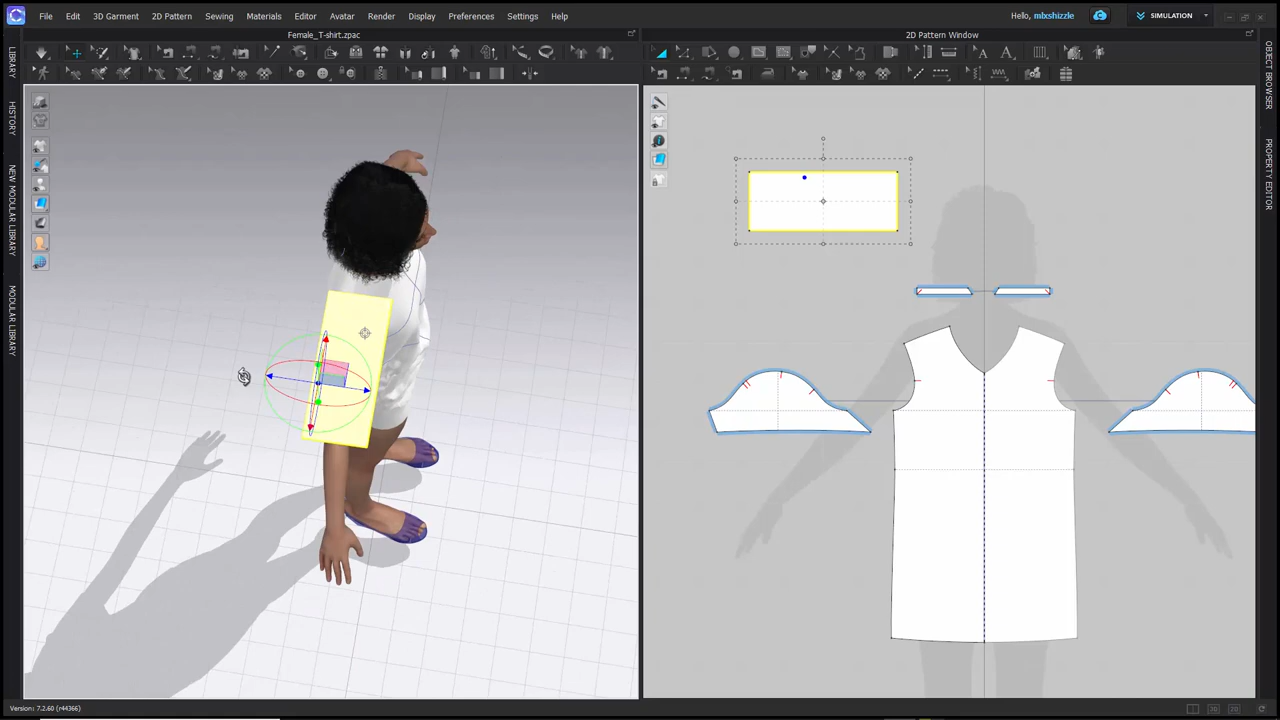 File Edit 3D Garment 2D Pattern Sewing Materials Editor Avatar Render Display Preferences Settings Help
Hello, mlxshizzle
SIMULATION
Female_T-shirt.zpac
2D Pattern Window
LIBRARY
HISTORY
NEW MODULAR LIBRARY
MODULAR LIBRARY
OBJECT BROWSER
PROPERTY EDITOR
Version: 7.2.60 (r44366)